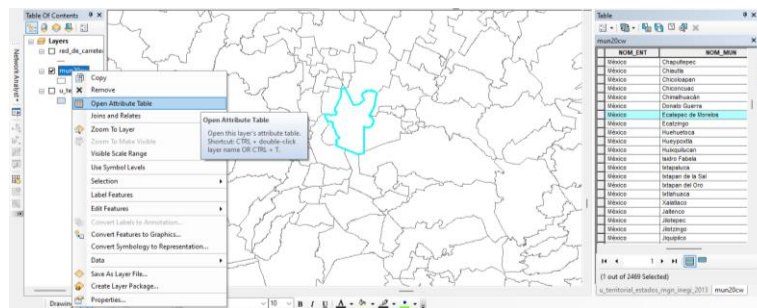 Table Of Contents
Layers
red_de_carrete
mun20cw
u_te
Network Analyst
Copy
Remove
Open Attribute Table
Joins and Relates
Zoom To Layer
Zoom To Make Visible
Visible Scale Range
Use Symbol Levels
Selection
Label Features
Edit Features
Convert Labels to Annotation...
Convert Features to Graphics...
Convert Symbology to Representation...
Data
Save As Layer File...
Create Layer Package...
Properties...
Open Attribute Table
Open this layer's attribute table.
Shortcut: CTRL + double-click
layer name OR CTRL + T.
Drawin
10
B I U A
Table
mun20cw
NOM_ENT NOM_MUN
México Chapultepec
México Chiautla
México Chicoloapan
México Chiconcuac
México Chimalhuacán
México Donato Guerra
México Ecatepec de Morelos
México Ecatzingo
México Huehuetoca
México Hueypoxtla
México Huixquilucan
México Isidro Fabela
México Ixtapaluca
México Ixtapan de la Sal
México Ixtapan del Oro
México Ixtlahuaca
México Xalatlaco
México Jaltenco
México Jilotepec
México Jilotzingo
México Jiquipilco
1
(1 out of 2469 Selected)
u_territorial_estados_mgn_inegi_2013 mun20cw